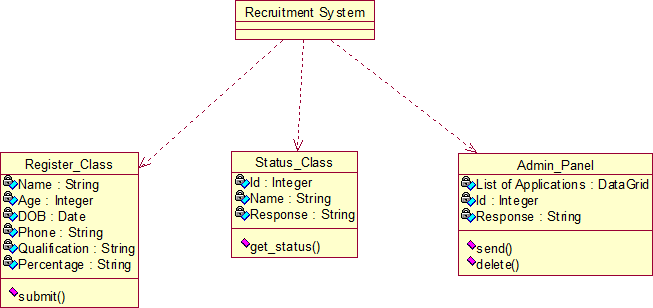 Recruitment System
Register_Class
Name : String
Age : Integer
DOB : Date
Phone : String
Qualification : String
Percentage : String
submit()
Status_Class
Id : Integer
Name : String
Response : String
get_status()
Admin_Panel
List of Applications : DataGrid
Id : Integer
Response : String
send()
delete()